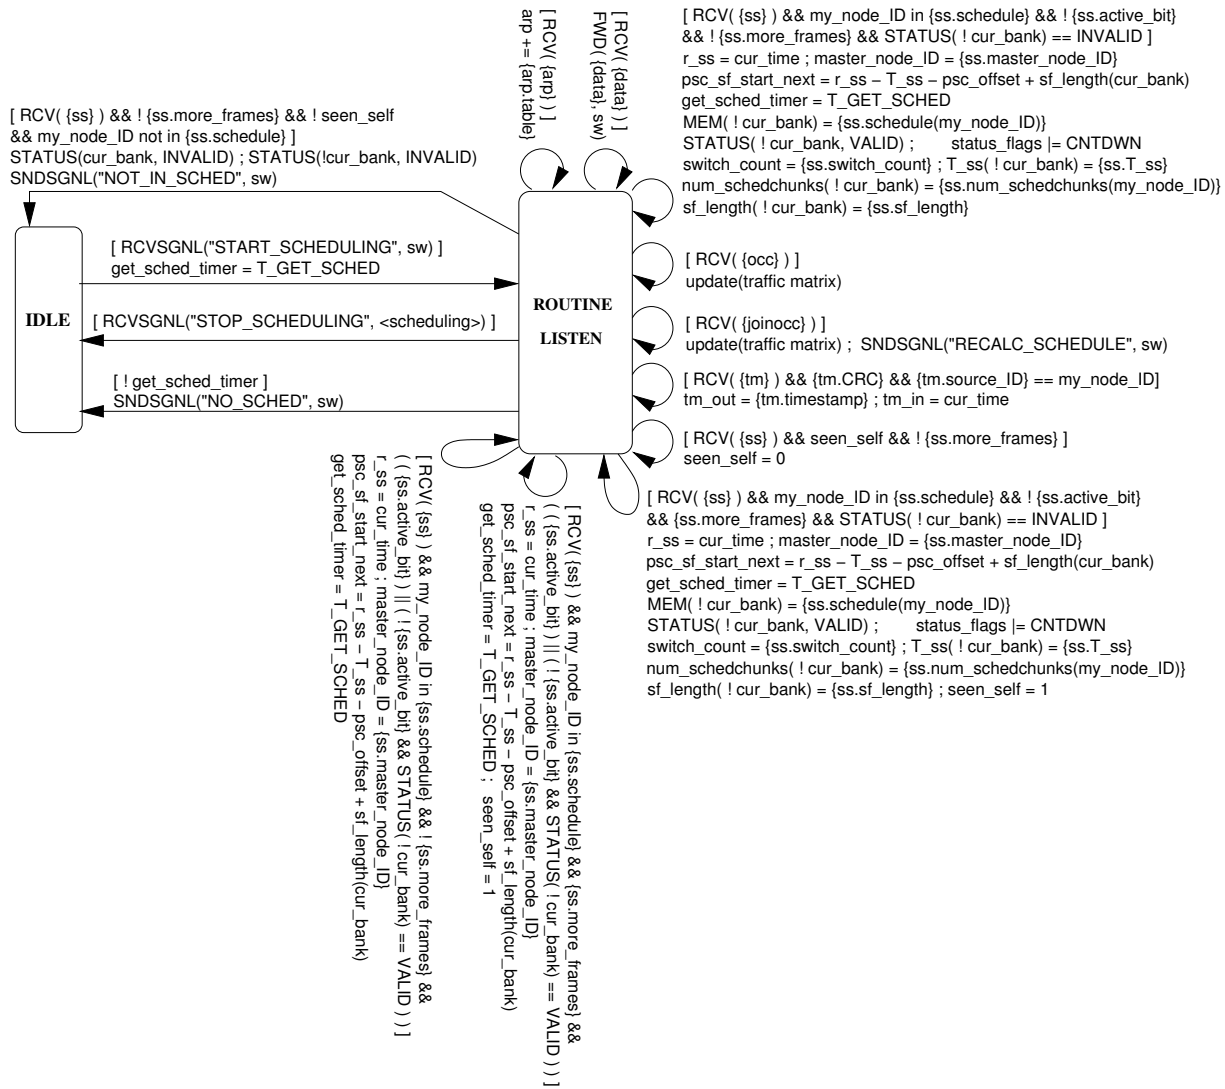 [ RCV( {arp} ) ]
arp += {arp.table}
[ RCV( {data} ) ]
FWD( {data}, sw)
[ RCV( {ss} ) && my_node_ID in {ss.schedule} && ! {ss.active_bit}
&& ! {ss.more_frames} && STATUS( ! cur_bank) == INVALID ]
r_ss = cur_time ; master_node_ID = {ss.master_node_ID}
psc_sf_start_next = r_ss − T_ss − psc_offset + sf_length(cur_bank)
get_sched_timer = T_GET_SCHED
MEM( ! cur_bank) = {ss.schedule(my_node_ID)}
STATUS( ! cur_bank, VALID) ; status_flags |= CNTDWN
switch_count = {ss.switch_count} ; T_ss( ! cur_bank) = {ss.T_ss}
num_schedchunks( ! cur_bank) = {ss.num_schedchunks(my_node_ID)}
sf_length( ! cur_bank) = {ss.sf_length}
[ RCV( {ss} ) && ! {ss.more_frames} && ! seen_self
&& my_node_ID not in {ss.schedule} ]
STATUS(cur_bank, INVALID) ; STATUS(!cur_bank, INVALID)
SNDSGNL("NOT_IN_SCHED", sw)
[ RCVSGNL("START_SCHEDULING", sw) ]
get_sched_timer = T_GET_SCHED
IDLE
[ RCVSGNL("STOP_SCHEDULING", <scheduling>) ]
[ ! get_sched_timer ]
SNDSGNL("NO_SCHED", sw)
ROUTINE
LISTEN
[ RCV( {occ} ) ]
update(traffic matrix)
[ RCV( {joinocc} ) ]
update(traffic matrix) ; SNDSGNL("RECALC_SCHEDULE", sw)
[ RCV( {tm} ) && {tm.CRC} && {tm.source_ID} == my_node_ID]
tm_out = {tm.timestamp} ; tm_in = cur_time
[ RCV( {ss} ) && seen_self && ! {ss.more_frames} ]
seen_self = 0
[ RCV( {ss} ) && my_node_ID in {ss.schedule} && ! {ss.active_bit}
&& {ss.more_frames} && STATUS( ! cur_bank) == INVALID ]
r_ss = cur_time ; master_node_ID = {ss.master_node_ID}
psc_sf_start_next = r_ss − T_ss − psc_offset + sf_length(cur_bank)
get_sched_timer = T_GET_SCHED
MEM( ! cur_bank) = {ss.schedule(my_node_ID)}
STATUS( ! cur_bank, VALID) ; status_flags |= CNTDWN
switch_count = {ss.switch_count} ; T_ss( ! cur_bank) = {ss.T_ss}
num_schedchunks( ! cur_bank) = {ss.num_schedchunks(my_node_ID)}
sf_length( ! cur_bank) = {ss.sf_length} ; seen_self = 1
[ RCV( {ss} ) && my_node_ID in {ss.schedule} && ! {ss.more_frames} &&
( ( {ss.active_bit} ) || ( ! {ss.active_bit} && STATUS( ! cur_bank) == VALID ) ) ]
r_ss = cur_time ; master_node_ID = {ss.master_node_ID}
psc_sf_start_next = r_ss − T_ss − psc_offset + sf_length(cur_bank)
get_sched_timer = T_GET_SCHED
[ RCV( {ss} ) && my_node_ID in {ss.schedule} && {ss.more_frames} &&
( ( {ss.active_bit} ) || ( ! {ss.active_bit} && STATUS( ! cur_bank) == VALID ) ) ]
r_ss = cur_time ; master_node_ID = {ss.master_node_ID}
psc_sf_start_next = r_ss − T_ss − psc_offset + sf_length(cur_bank)
get_sched_timer = T_GET_SCHED ; seen_self = 1